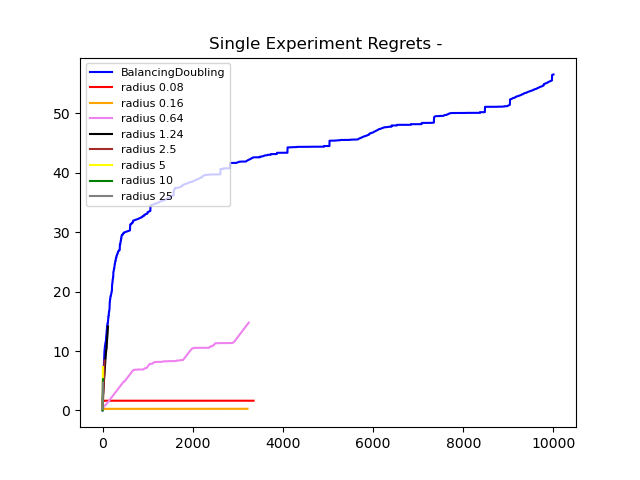 Single Experiment Regrets -
BalancingDoubling
radius 0.08
radius 0.16
radius 0.64
radius 1.24
radius 2.5
radius 5
radius 10
radius 25
50
40
30
20
10
0
0 2000 4000 6000 8000 10000